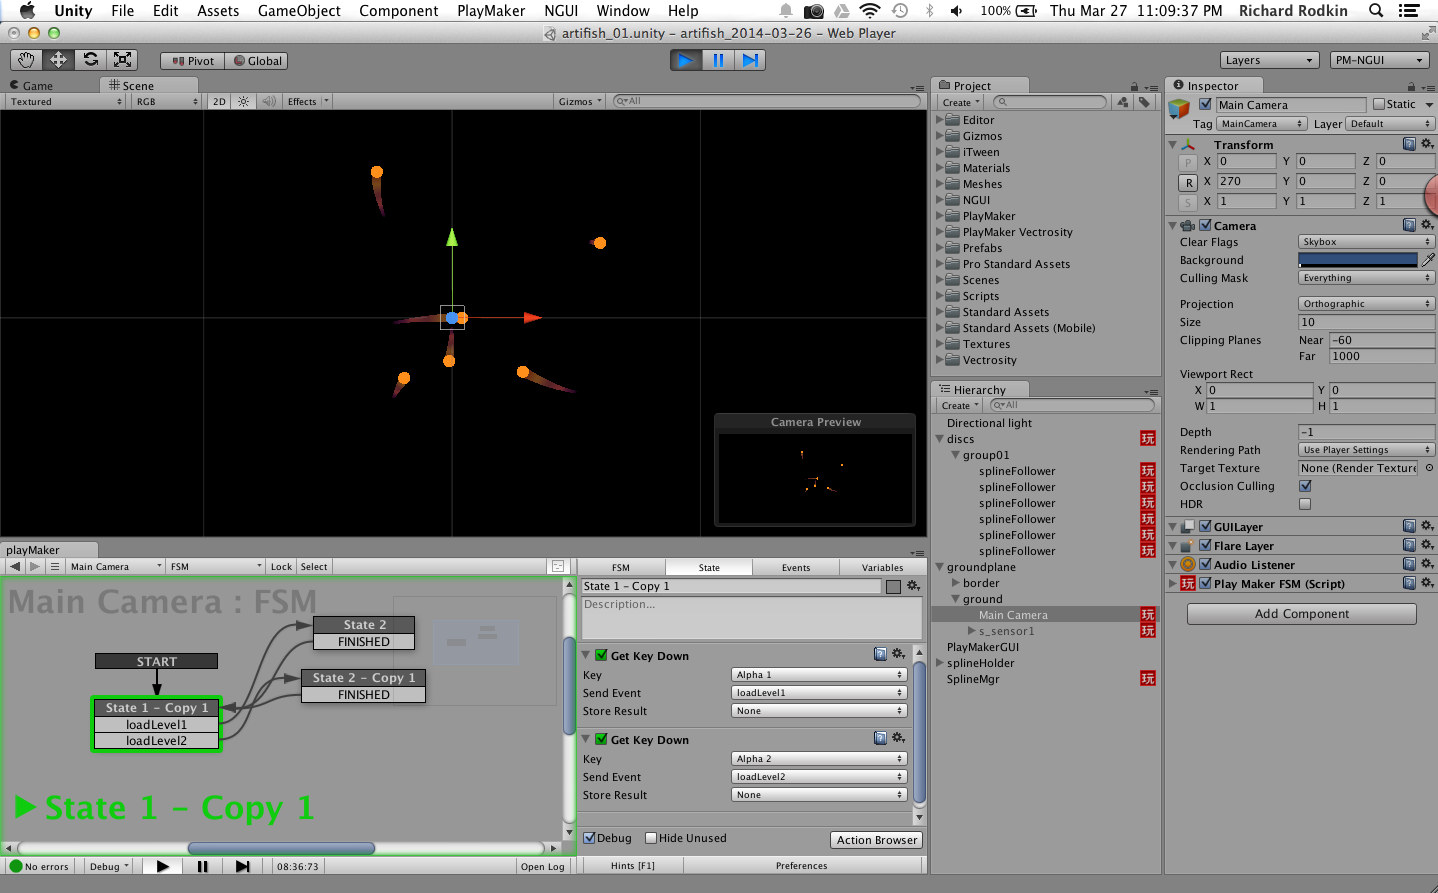 Unity File Edit Assets GameObject Component PlayMaker NGUI Window Help 100% Thu Mar 27 11:09:37 PM Richard Rodkin
artifish_01.unity - artifish_2014-03-26 - Web Player
Pivot Global Layers PM-NGUI
Game Scene
Textured RGB 2D Effects Gizmos All
Camera Preview
playMaker
Main Camera FSM Lock Select
Main Camera : FSM
START
State 2
FINISHED
State 2 - Copy 1
FINISHED
State 1 - Copy 1
loadLevel1
loadLevel2
State 1 - Copy 1
No errors Debug 08:36:73 Open Log
FSM State Events Variables
State 1 - Copy 1
Description...
Get Key Down
Key Alpha 1
Send Event loadLevel1
Store Result None
Get Key Down
Key Alpha 2
Send Event loadLevel2
Store Result None
Debug Hide Unused Action Browser
Hints [F1] Preferences
Project
Create
Editor
Gizmos
iTween
Materials
Meshes
NGUI
PlayMaker
PlayMaker Vectrosity
Prefabs
Pro Standard Assets
Scenes
Scripts
Standard Assets
Standard Assets (Mobile)
Textures
Vectrosity
Hierarchy
Create All
Directional light
discs 玩
group01
splineFollower 玩
splineFollower 玩
splineFollower 玩
splineFollower 玩
splineFollower 玩
splineFollower 玩
groundplane
border 玩
ground
Main Camera 玩
s_sensor1 玩
PlayMakerGUI
splineHolder
SplineMgr 玩
Inspector
Main Camera Static
Tag MainCamera Layer Default
Transform
P X 0 Y 0 Z 0
R X 270 Y 0 Z 0
S X 1 Y 1 Z 1
Camera
Clear Flags Skybox
Background
Culling Mask Everything
Projection Orthographic
Size 10
Clipping Planes Near -60
Far 1000
Viewport Rect
X 0 Y 0
W 1 H 1
Depth -1
Rendering Path Use Player Settings
Target Texture None (Render Texture
Occlusion Culling
HDR
GUILayer
Flare Layer
Audio Listener
玩 Play Maker FSM (Script)
Add Component